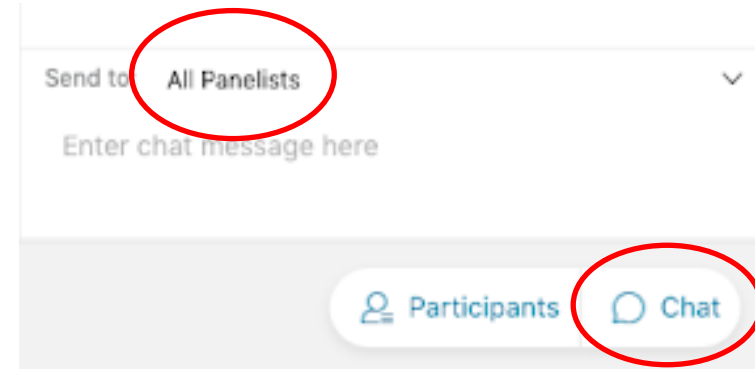 Send to All Panelists
Enter chat message here
Participants Chat